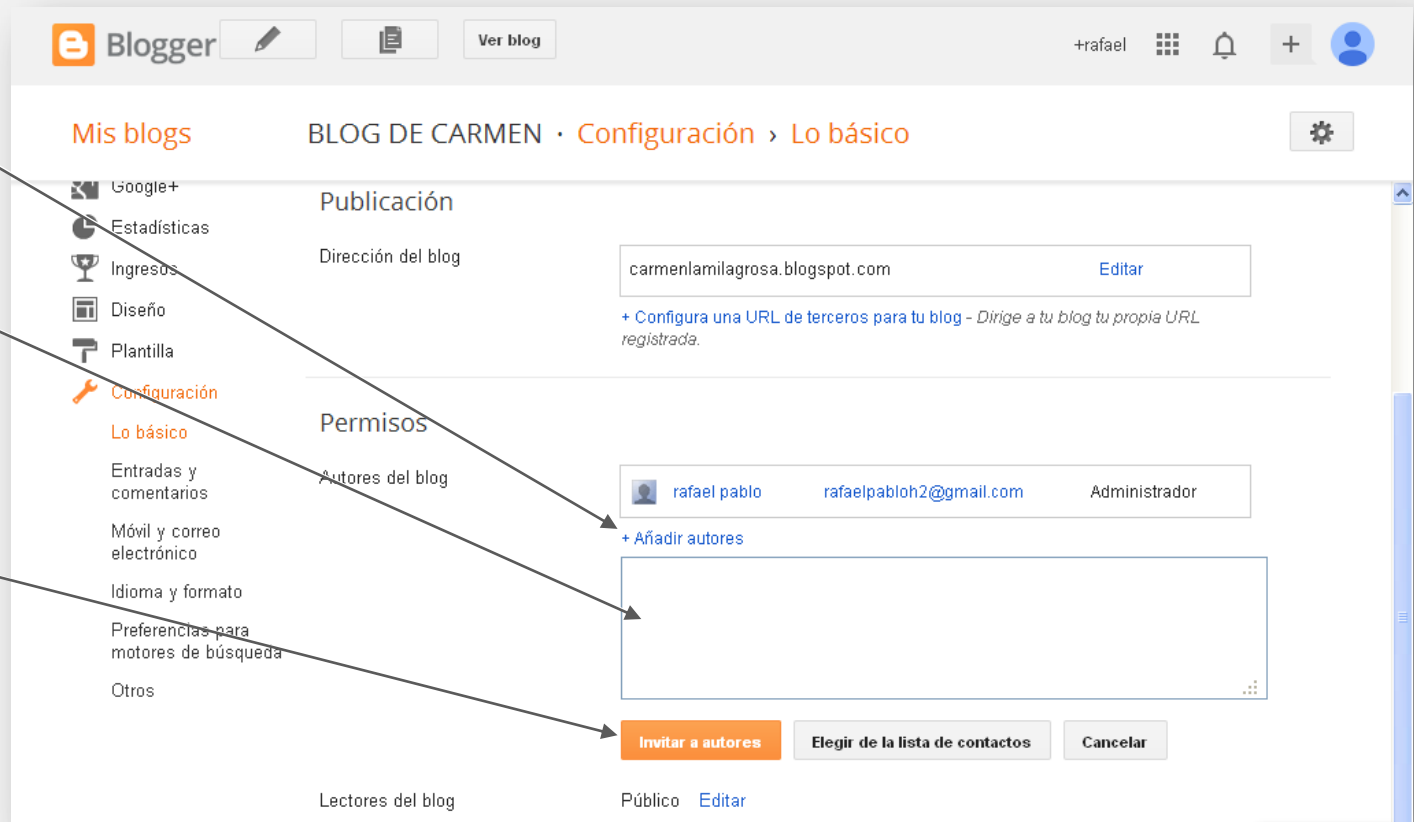 Blogger
Ver blog
+rafael
Mis blogs
BLOG DE CARMEN · Configuración › Lo básico
Google+
Estadísticas
Ingresos
Diseño
Plantilla
Configuración
Lo básico
Entradas y
comentarios
Móvil y correo
electrónico
Idioma y formato
Preferencias para
motores de búsqueda
Otros
Publicación
Dirección del blog
carmenlamilagrosa.blogspot.com Editar
+ Configura una URL de terceros para tu blog - Dirige a tu blog tu propia URL
registrada.
Permisos
Autores del blog
rafael pablo rafaelpabloh2@gmail.com Administrador
+ Añadir autores
Invitar a autores Elegir de la lista de contactos Cancelar
Lectores del blog Público Editar